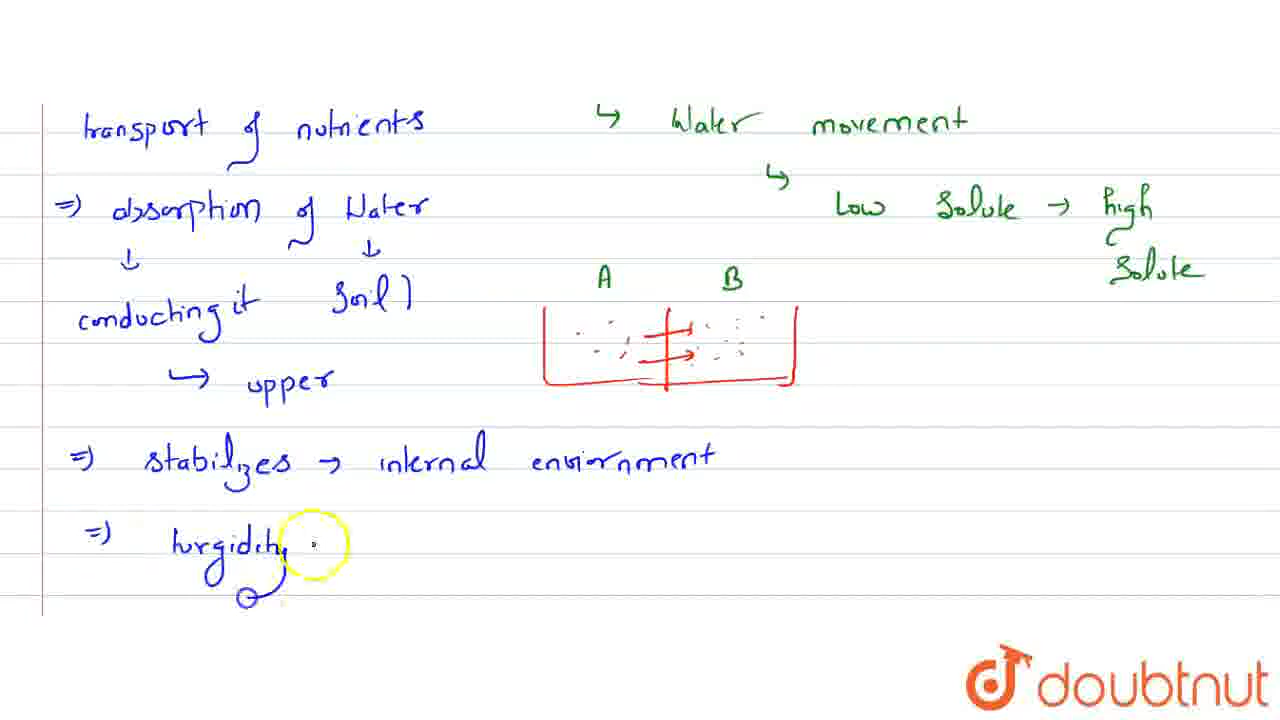 transport of nutrients
⇒ absorption of Water
↓ ↓
conducting it Soil)
↳ upper
⇒ stabilizes → internal enviornment
⇒ turgidity
↳ Water movement
↳ Low Solute → high
Solute
A B
doubtnut